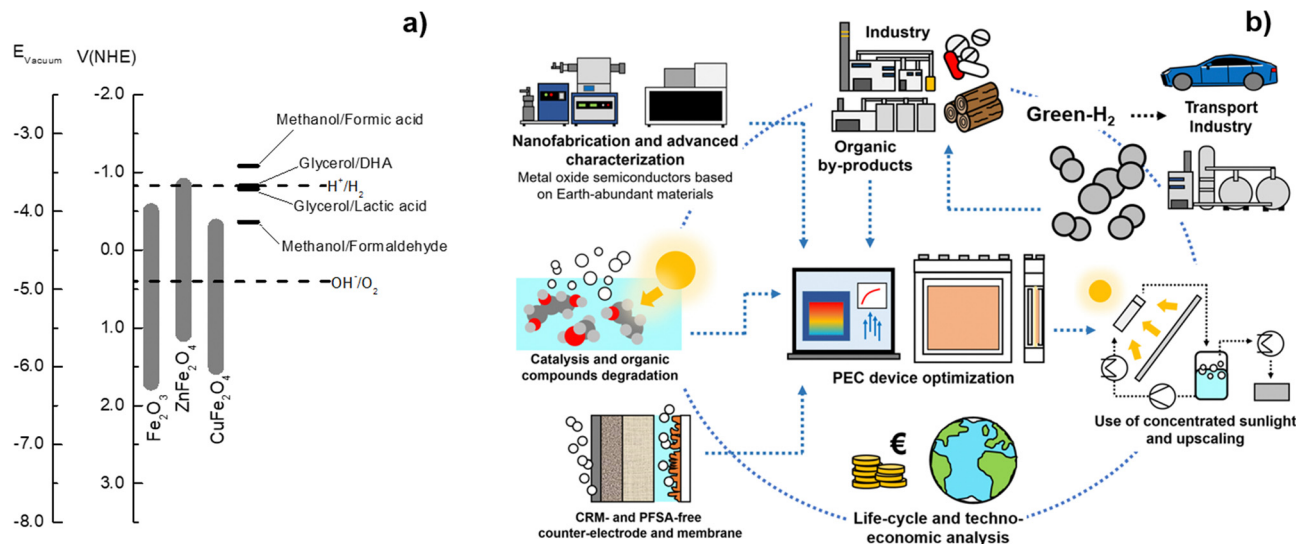 a)
E_Vacuum V(NHE)
-3.0
-4.0
-5.0
-6.0
-7.0
-8.0
-2.0
-1.0
0.0
1.0
2.0
3.0
Methanol/Formic acid
Glycerol/DHA
H⁺/H₂
Glycerol/Lactic acid
Methanol/Formaldehyde
OH⁻/O₂
Fe₂O₃
ZnFe₂O₄
CuFe₂O₄
b)
Nanofabrication and advanced
characterization
Metal oxide semiconductors based
on Earth-abundant materials
Industry
Organic
by-products
Green-H₂
Transport
Industry
Catalysis and organic
compounds degradation
PEC device optimization
Use of concentrated sunlight
and upscaling
CRM- and PFSA-free
counter-electrode and membrane
€
Life-cycle and techno-
economic analysis